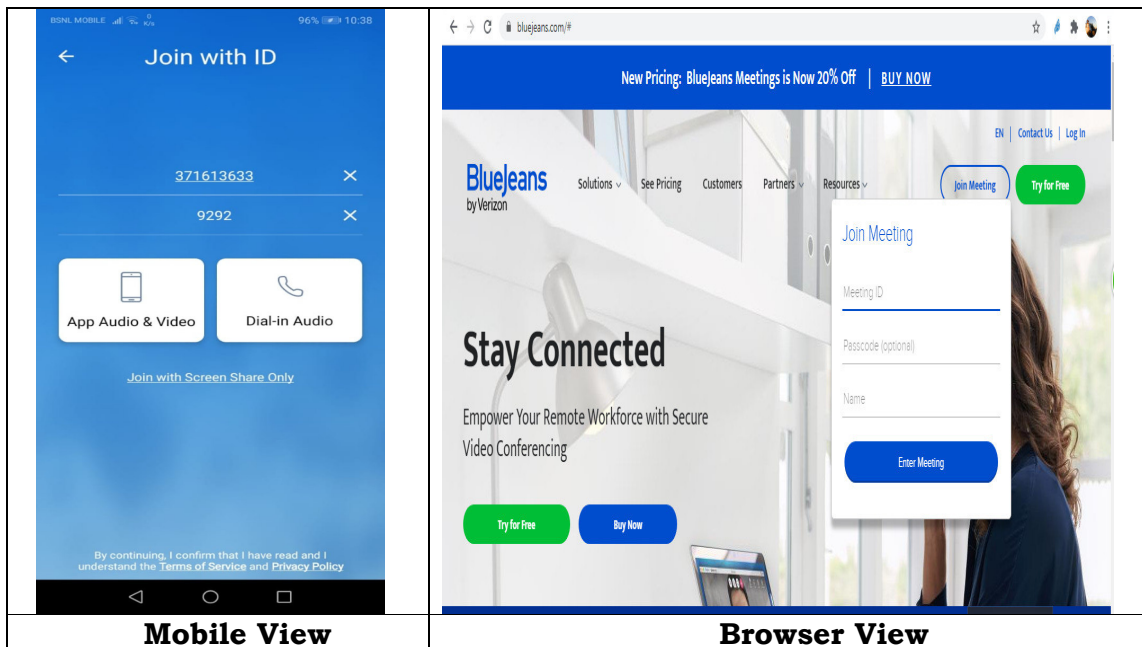 BSNL MOBILE 0 K/s 96% 10:38
Join with ID
371613633
9292
App Audio & Video Dial-in Audio
Join with Screen Share Only
By continuing, I confirm that I have read and I
understand the Terms of Service and Privacy Policy
Mobile View
bluejeans.com/#
New Pricing: BlueJeans Meetings is Now 20% Off | BUY NOW
EN | Contact Us | Log In
BlueJeans
by Verizon
Solutions See Pricing Customers Partners Resources Join Meeting Try for Free
Join Meeting
Meeting ID
Passcode (optional)
Name
Enter Meeting
Stay Connected
Empower Your Remote Workforce with Secure
Video Conferencing
Try for Free Buy Now
Browser View